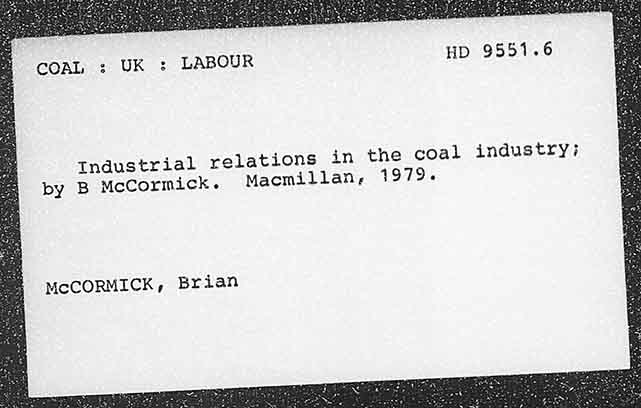 COAL : UK : LABOUR HD 9551.6
Industrial relations in the coal industry;
by B McCormick. Macmillan, 1979.
McCORMICK, Brian